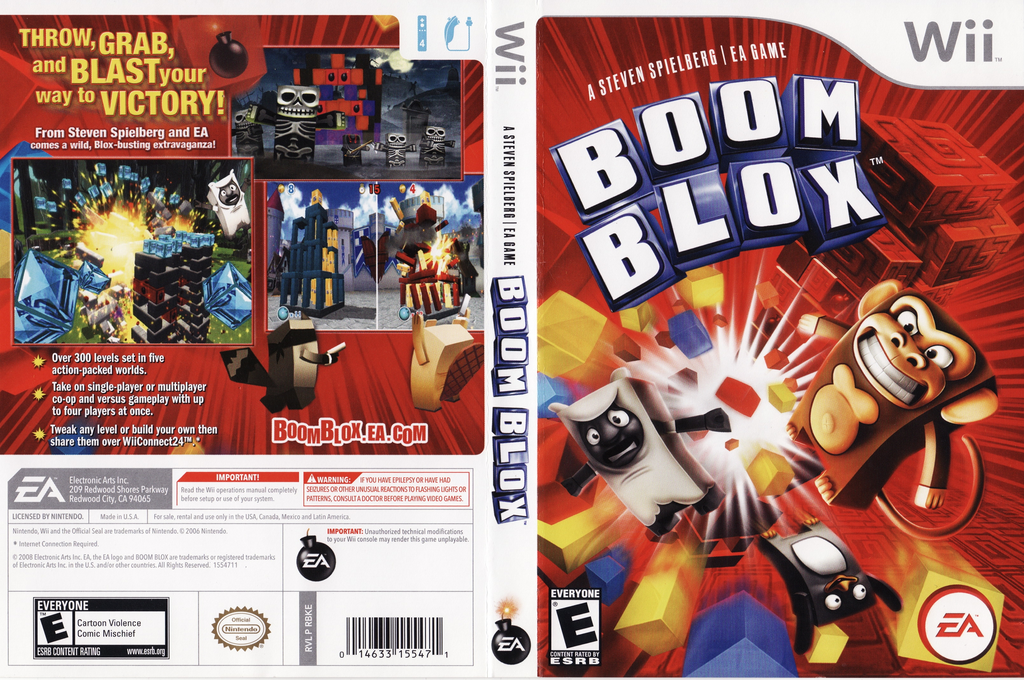 THROW, GRAB,
and BLAST your
way to VICTORY!
From Steven Spielberg and EA
comes a wild, Blox-busting extravaganza!
4
8
15
4
Over 300 levels set in five
action-packed worlds.
Take on single-player or multiplayer
co-op and versus gameplay with up
to four players at once.
Tweak any level or build your own then
share them over WiiConnect24™.*
BOOMBLOX.EA.COM
EA
Electronic Arts Inc.
209 Redwood Shores Parkway
Redwood City, CA 94065
IMPORTANT!
Read the Wii operations manual completely
before setup or use of your system.
WARNING: IF YOU HAVE EPILEPSY OR HAVE HAD
SEIZURES OR OTHER UNUSUAL REACTIONS TO FLASHING LIGHTS OR
PATTERNS, CONSULT A DOCTOR BEFORE PLAYING VIDEO GAMES.
LICENSED BY NINTENDO.
Made in U.S.A.
For sale, rental and use only in the USA, Canada, Mexico and Latin America.
Nintendo, Wii and the Official Seal are trademarks of Nintendo. © 2006 Nintendo.
* Internet Connection Required.
© 2008 Electronic Arts Inc. EA, the EA logo and BOOM BLOX are trademarks or registered trademarks
of Electronic Arts Inc. in the U.S. and/or other countries. All Rights Reserved. 1554711
IMPORTANT: Unauthorized technical modifications
to your Wii console may render this game unplayable.
EA
EVERYONE
E
Cartoon Violence
Comic Mischief
ESRB CONTENT RATING www.esrb.org
Official
Nintendo
Seal
RVL P RBKE
0 14633 15547 1
Wii
A STEVEN SPIELBERG | EA GAME
BOOM BLOX™
EA
Wii™
A STEVEN SPIELBERG | EA GAME
BOOM
BLOX™
EVERYONE
E
CONTENT RATED BY
ESRB
EA